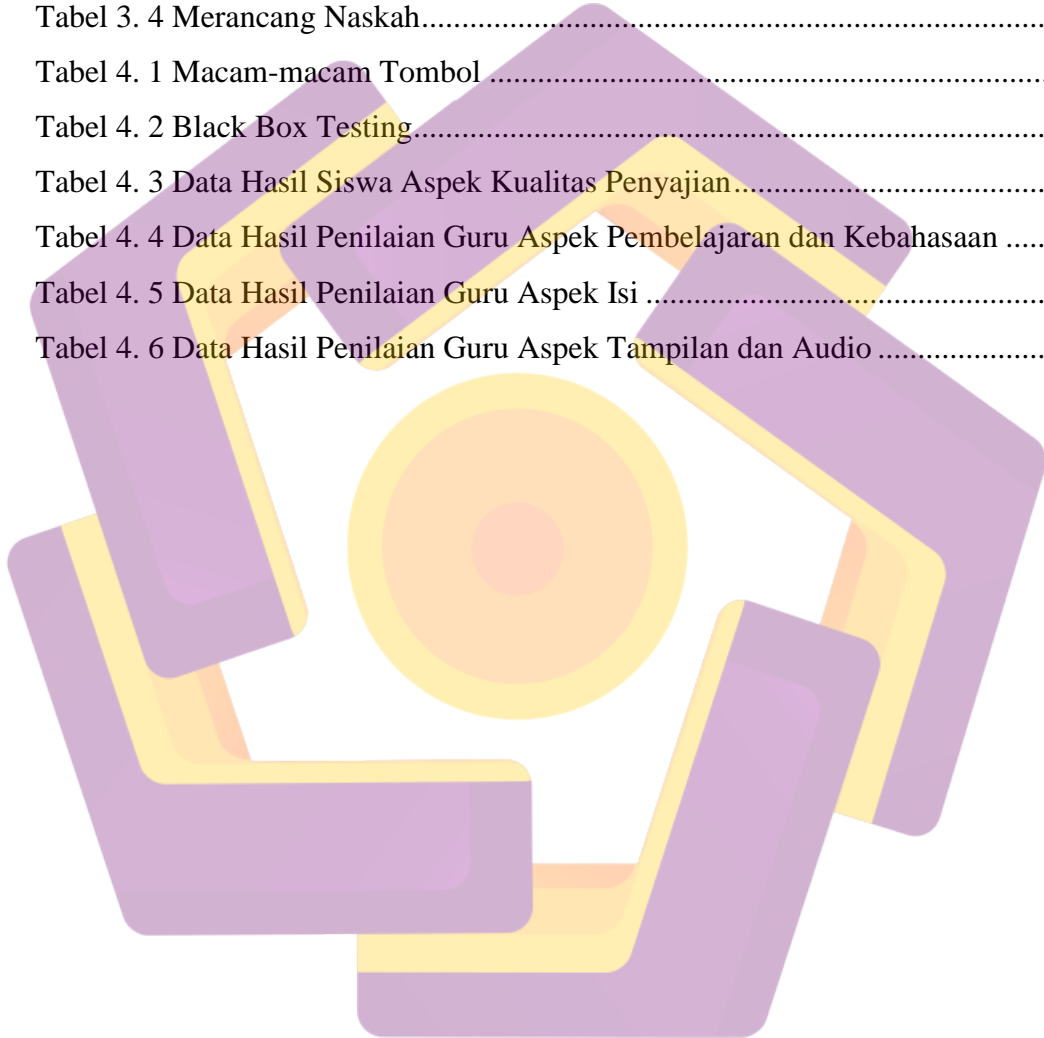 Tabel 3. 4 Merancang Naskah......................................................................
Tabel 4. 1 Macam-macam Tombol ..............................................................
Tabel 4. 2 Black Box Testing.......................................................................
Tabel 4. 3 Data Hasil Siswa Aspek Kualitas Penyajian...................................
Tabel 4. 4 Data Hasil Penilaian Guru Aspek Pembelajaran dan Kebahasaan .....
Tabel 4. 5 Data Hasil Penilaian Guru Aspek Isi .............................................
Tabel 4. 6 Data Hasil Penilaian Guru Aspek Tampilan dan Audio ...................